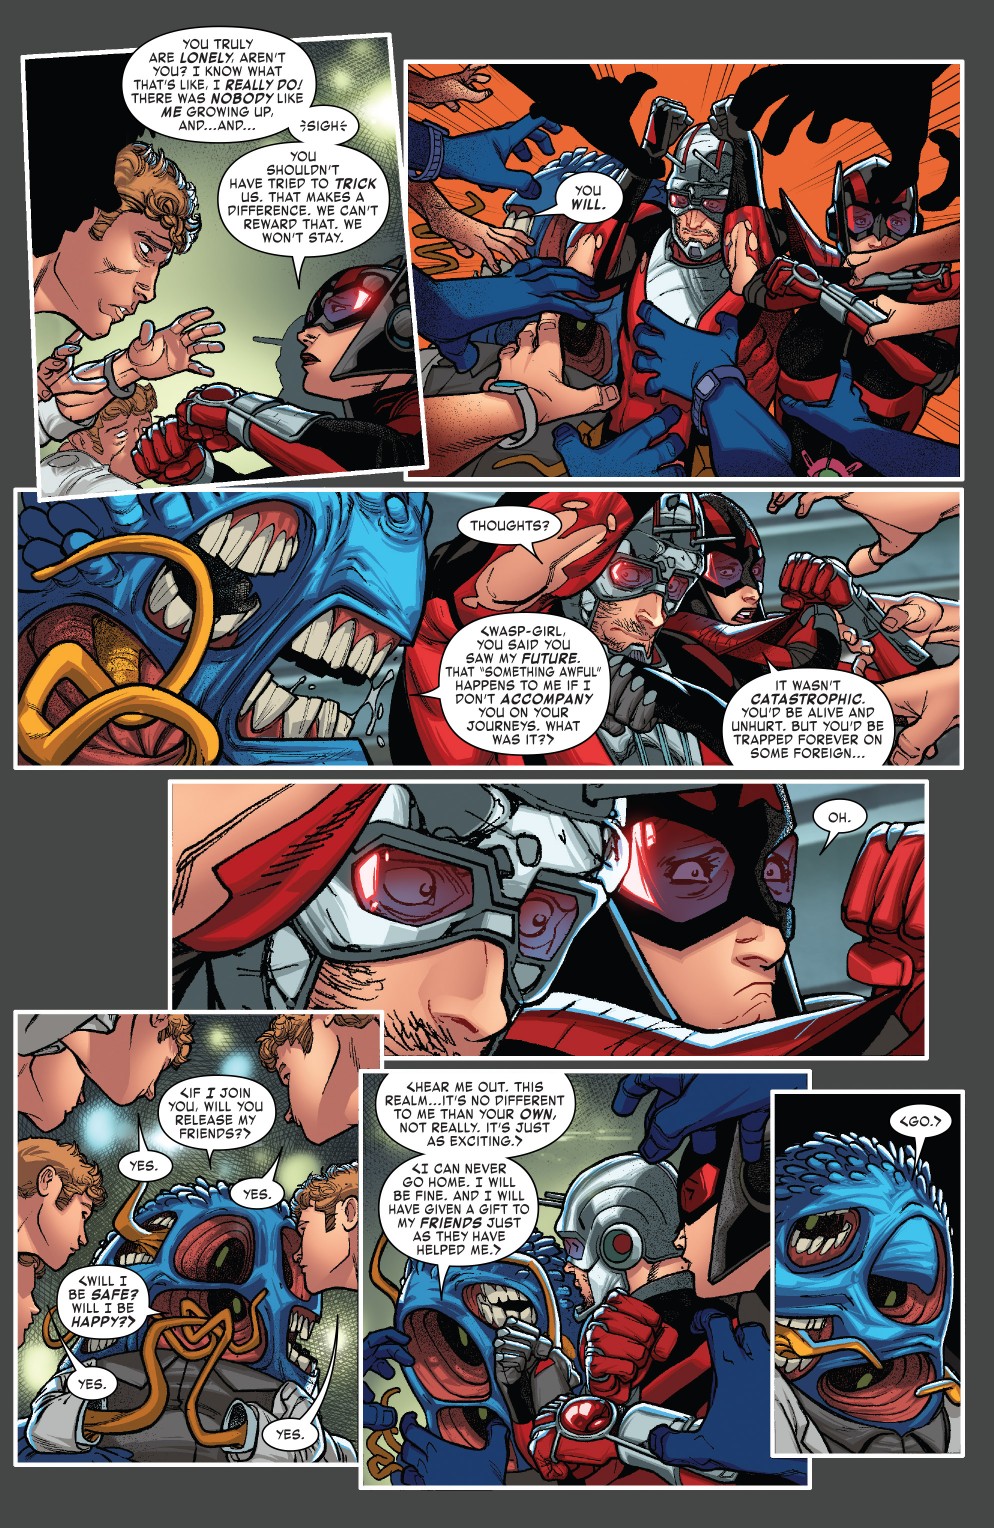 YOU TRULY
ARE LONELY, AREN'T
YOU? I KNOW WHAT
THAT'S LIKE, I REALLY DO!
THERE WAS NOBODY LIKE
ME GROWING UP,
AND...AND...
>SIGH<
YOU
SHOULDN'T
HAVE TRIED TO TRICK
US. THAT MAKES A
DIFFERENCE. WE CAN'T
REWARD THAT. WE
WON'T STAY.
YOU
WILL.
THOUGHTS?
<WASP-GIRL,
YOU SAID YOU
SAW MY FUTURE.
THAT "SOMETHING AWFUL"
HAPPENS TO ME IF I
DON'T ACCOMPANY
YOU ON YOUR
JOURNEYS. WHAT
WAS IT?>
IT WASN'T
CATASTROPHIC.
YOU'D BE ALIVE AND
UNHURT. BUT YOU'D BE
TRAPPED FOREVER ON
SOME FOREIGN...
OH.
<IF I JOIN
YOU, WILL YOU
RELEASE MY
FRIENDS?>
YES.
YES.
<WILL I
BE SAFE?
WILL I BE
HAPPY?>
YES.
YES.
<HEAR ME OUT. THIS
REALM...IT'S NO DIFFERENT
TO ME THAN YOUR OWN,
NOT REALLY. IT'S JUST
AS EXCITING.>
<I CAN NEVER
GO HOME. I WILL
BE FINE. AND I WILL
HAVE GIVEN A GIFT TO
MY FRIENDS JUST
AS THEY HAVE
HELPED ME.>
<GO.>